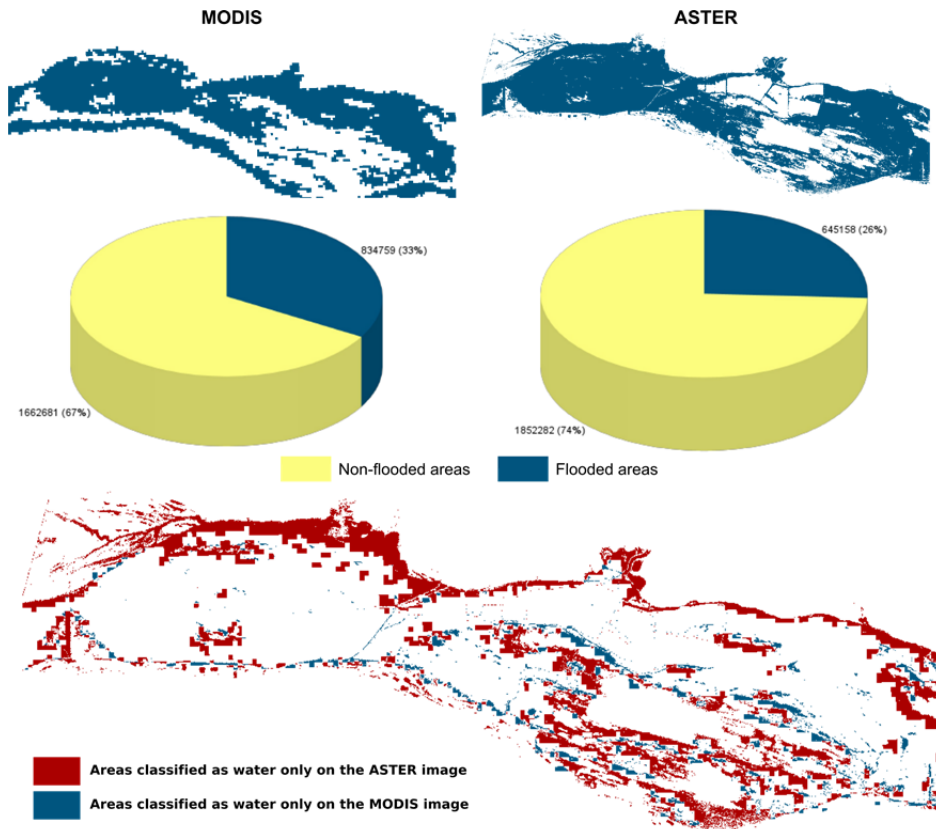 MODIS
ASTER
834759 (33%)
645158 (26%)
1662681 (67%)
1852282 (74%)
Non-flooded areas
Flooded areas
Areas classified as water only on the ASTER image
Areas classified as water only on the MODIS image